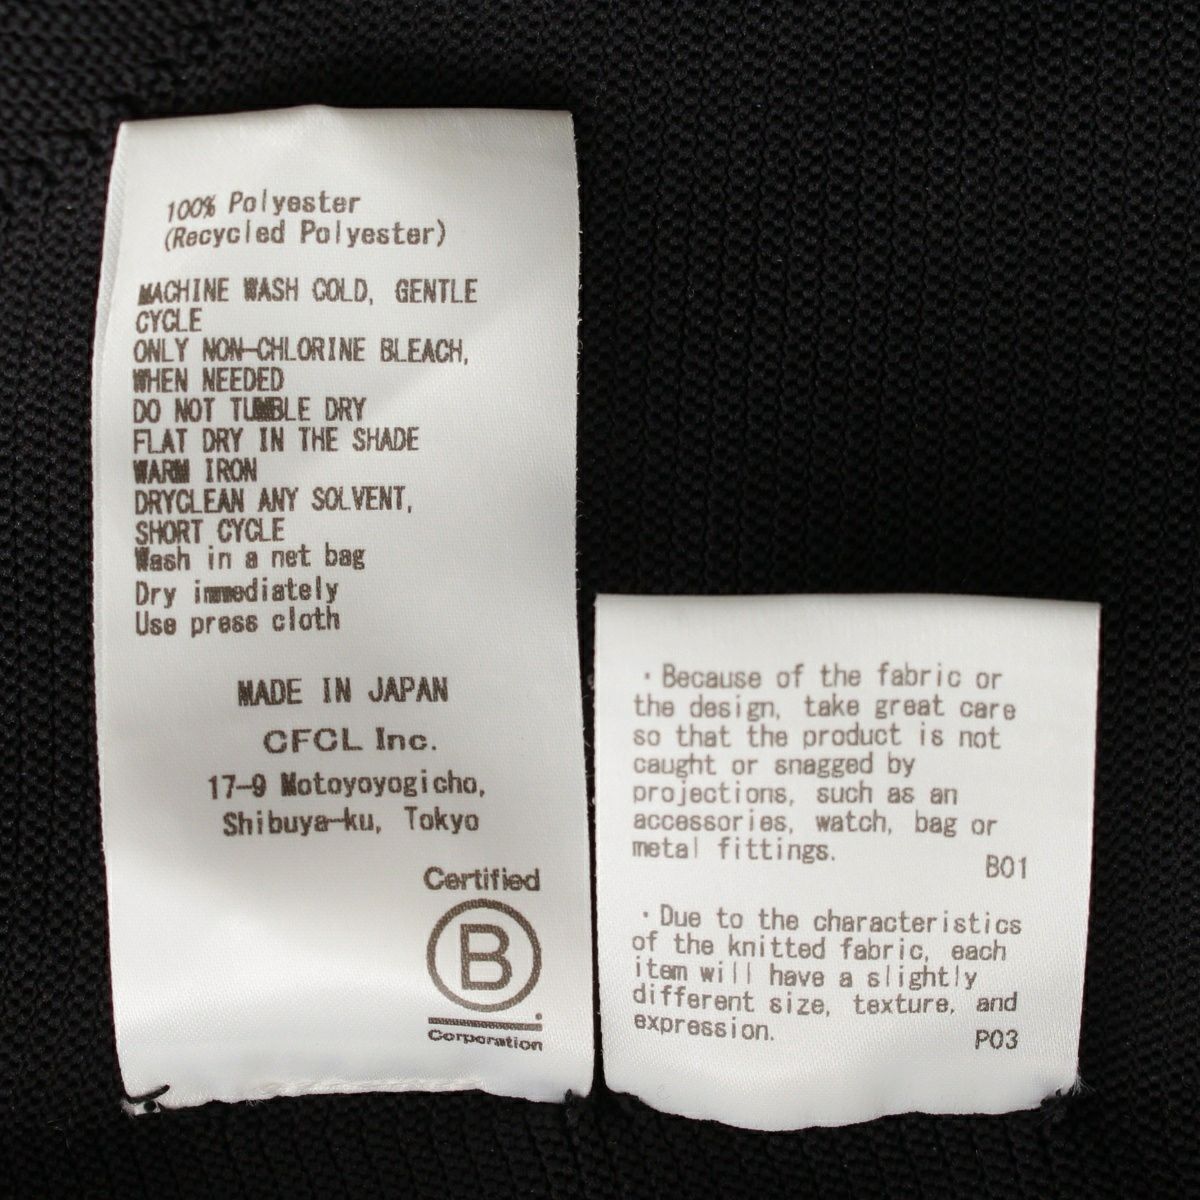 100% Polyester
(Recycled Polyester)
MACHINE WASH COLD, GENTLE
CYCLE
ONLY NON-CHLORINE BLEACH,
WHEN NEEDED
DO NOT TUMBLE DRY
FLAT DRY IN THE SHADE
WARM IRON
DRYCLEAN ANY SOLVENT,
SHORT CYCLE
Wash in a net bag
Dry immediately
Use press cloth
MADE IN JAPAN
CFCL Inc.
17-9 Motoyoyogicho,
Shibuya-ku, Tokyo
Certified
B
Corporation
・Because of the fabric or
the design, take great care
so that the product is not
caught or snagged by
projections, such as an
accessories, watch, bag or
metal fittings.
B01
・Due to the characteristics
of the knitted fabric, each
item will have a slightly
different size, texture, and
expression.
P03